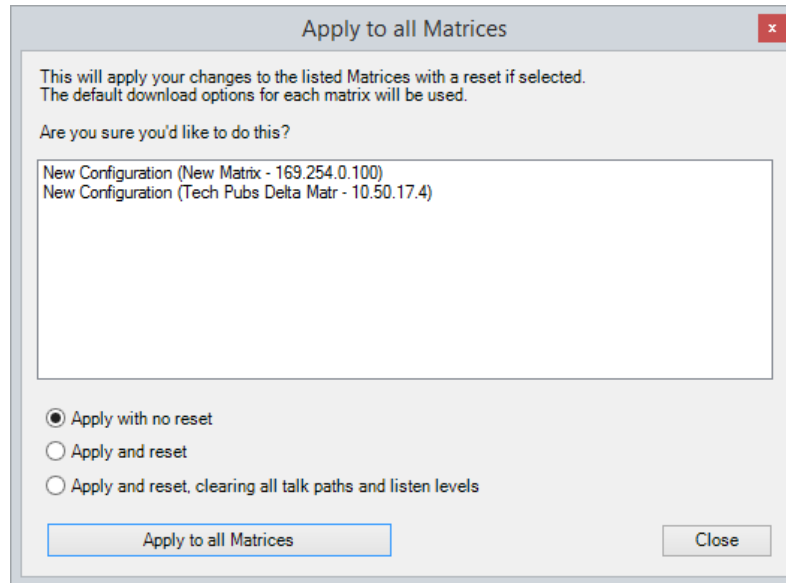 Apply to all Matrices
x
This will apply your changes to the listed Matrices with a reset if selected.
The default download options for each matrix will be used.
Are you sure you'd like to do this?
New Configuration (New Matrix - 169.254.0.100)
New Configuration (Tech Pubs Delta Matr - 10.50.17.4)
Apply with no reset
Apply and reset
Apply and reset, clearing all talk paths and listen levels
Apply to all Matrices
Close